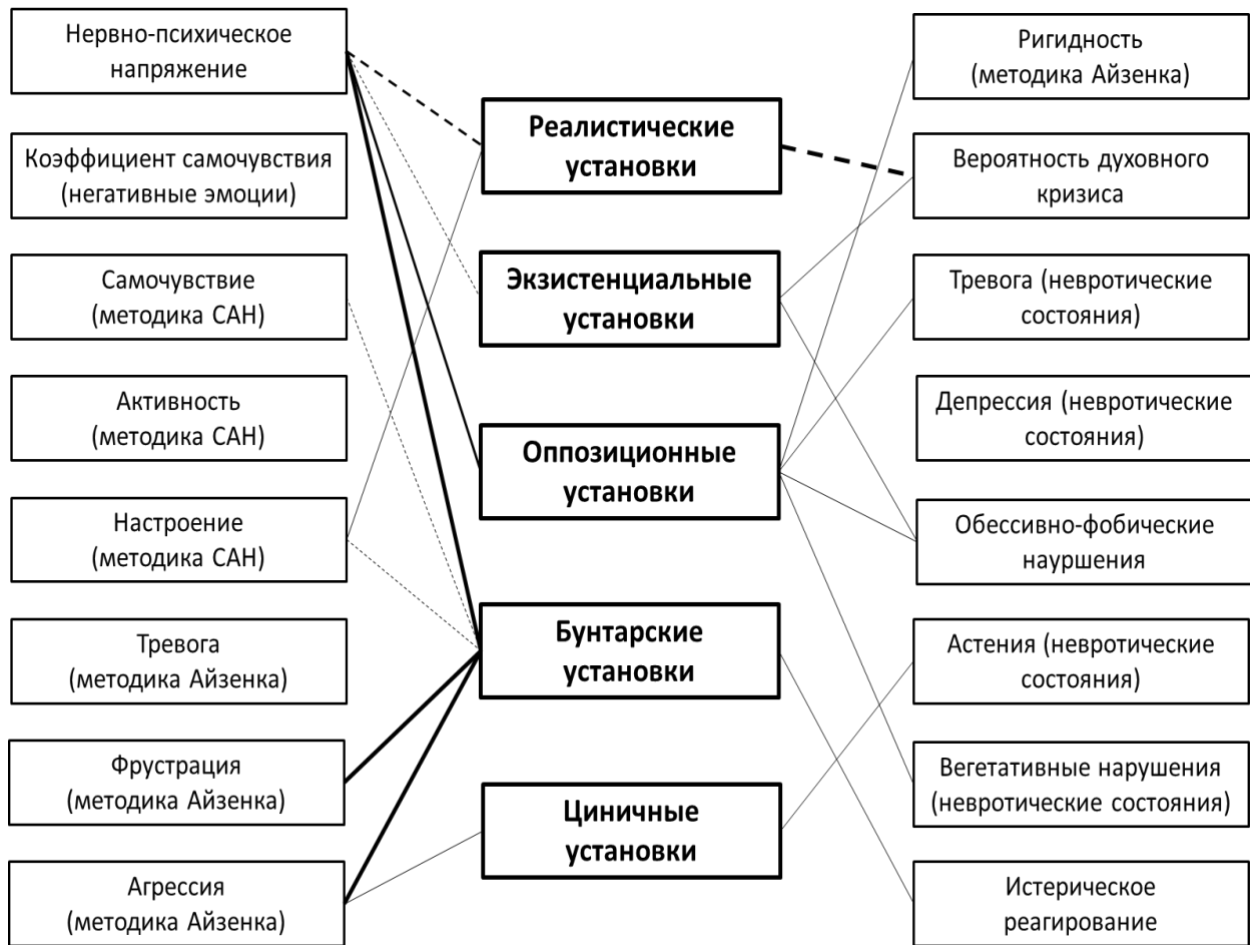 Нервно-психическое
напряжение
Коэффициент самочувствия
(негативные эмоции)
Самочувствие
(методика САН)
Активность
(методика САН)
Настроение
(методика САН)
Тревога
(методика Айзенка)
Фрустрация
(методика Айзенка)
Агрессия
(методика Айзенка)
Реалистические
установки
Экзистенциальные
установки
Оппозиционные
установки
Бунтарские
установки
Циничные
установки
Ригидность
(методика Айзенка)
Вероятность духовного
кризиса
Тревога (невротические
состояния)
Депрессия (невротические
состояния)
Обессивно-фобические
науршения
Астения (невротические
состояния)
Вегетативные нарушения
(невротические состояния)
Истерическое
реагирование